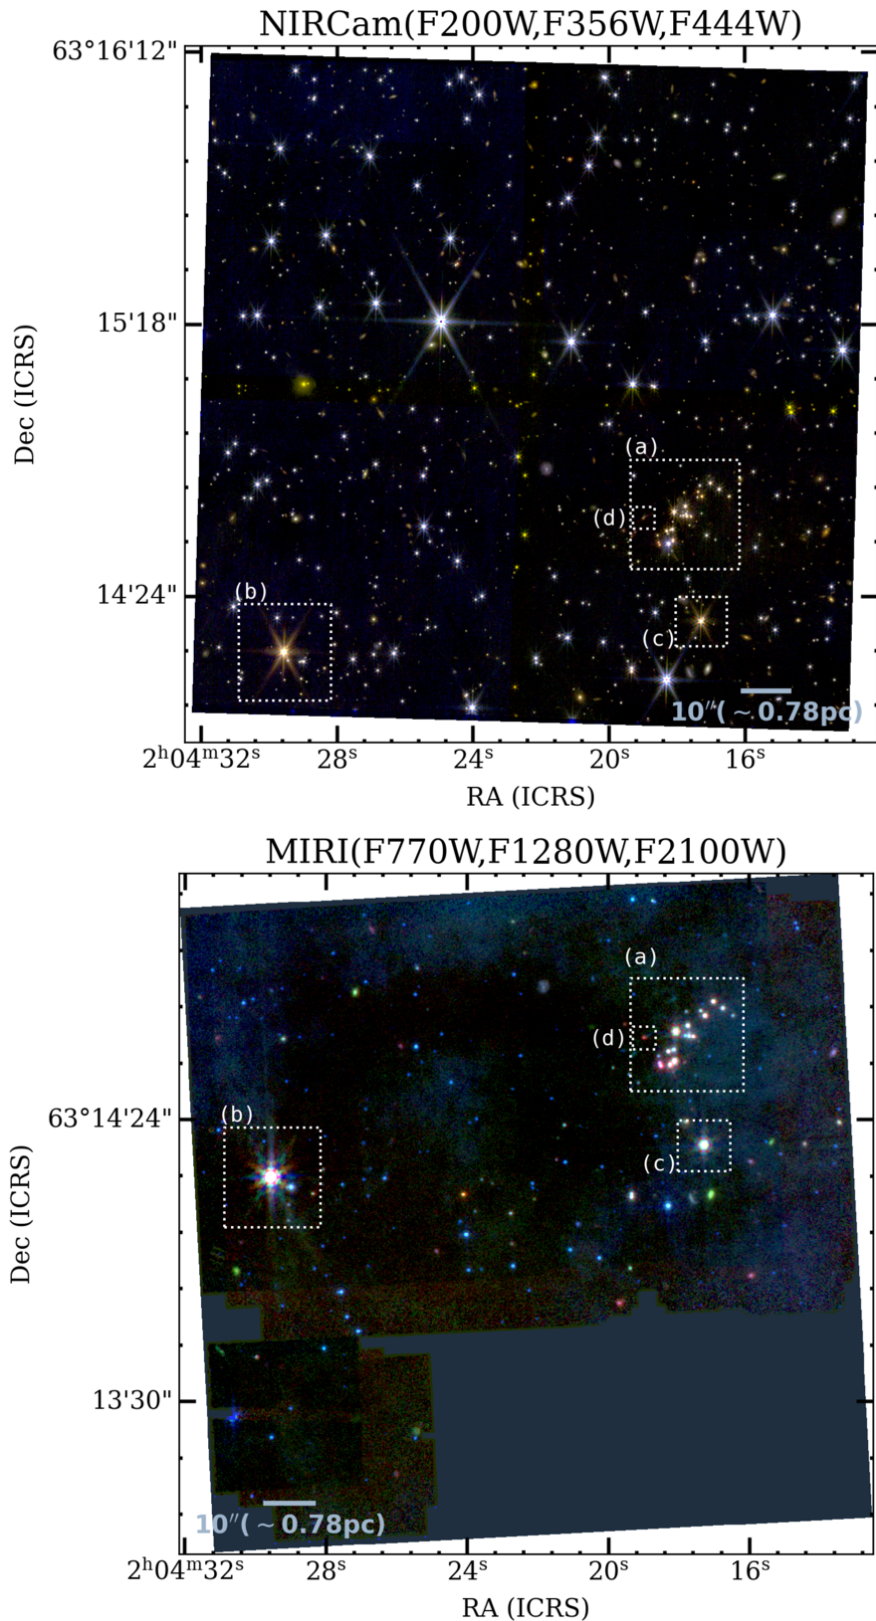 NIRCam(F200W,F356W,F444W)
63°16'12"
15'18"
14'24"
Dec (ICRS)
(a)
(d)
(b)
(c)
10″(~0.78pc)
2ʰ04ᵐ32ˢ 28ˢ 24ˢ 20ˢ 16ˢ
RA (ICRS)
MIRI(F770W,F1280W,F2100W)
(a)
(d)
63°14'24"
(b)
(c)
Dec (ICRS)
13'30"
10″(~0.78pc)
2ʰ04ᵐ32ˢ 28ˢ 24ˢ 20ˢ 16ˢ
RA (ICRS)